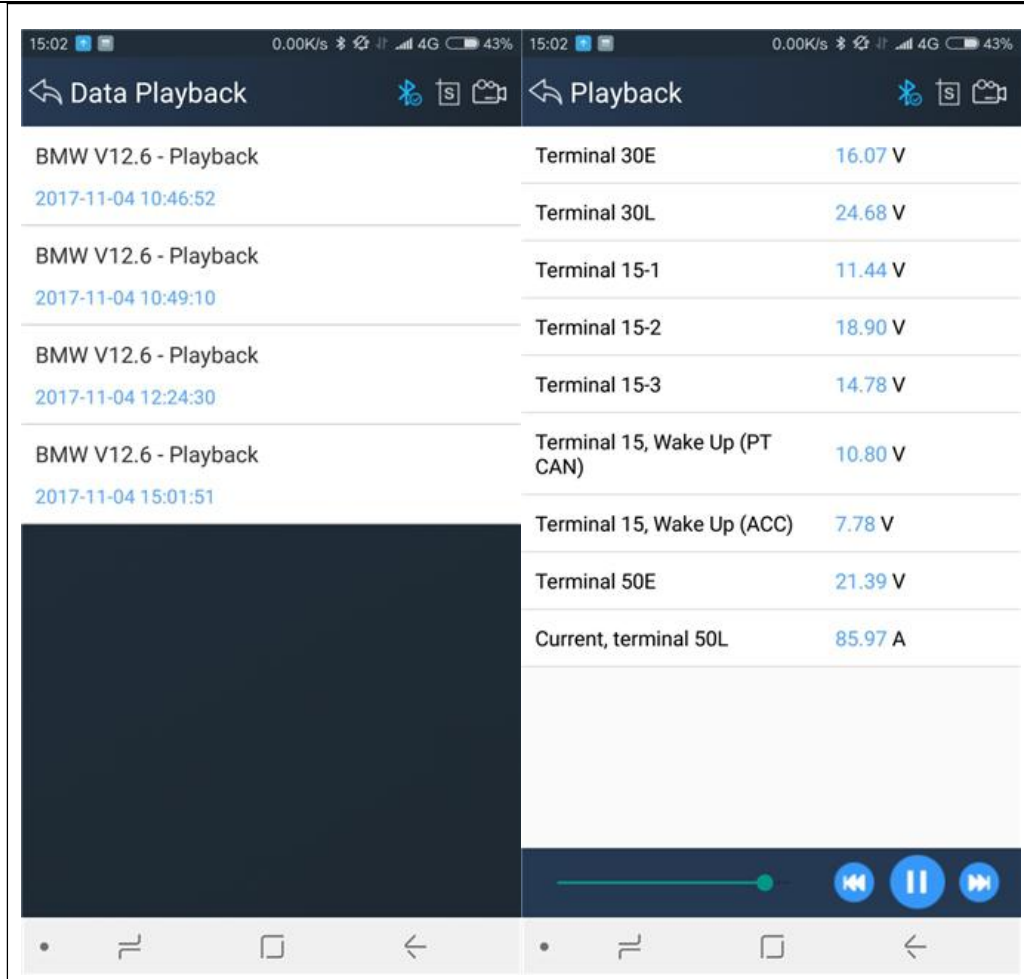 15:02 0.00K/s 4G 43%
Data Playback
BMW V12.6 - Playback
2017-11-04 10:46:52
BMW V12.6 - Playback
2017-11-04 10:49:10
BMW V12.6 - Playback
2017-11-04 12:24:30
BMW V12.6 - Playback
2017-11-04 15:01:51
15:02 0.00K/s 4G 43%
Playback
Terminal 30E 16.07 V
Terminal 30L 24.68 V
Terminal 15-1 11.44 V
Terminal 15-2 18.90 V
Terminal 15-3 14.78 V
Terminal 15, Wake Up (PT
CAN) 10.80 V
Terminal 15, Wake Up (ACC) 7.78 V
Terminal 50E 21.39 V
Current, terminal 50L 85.97 A